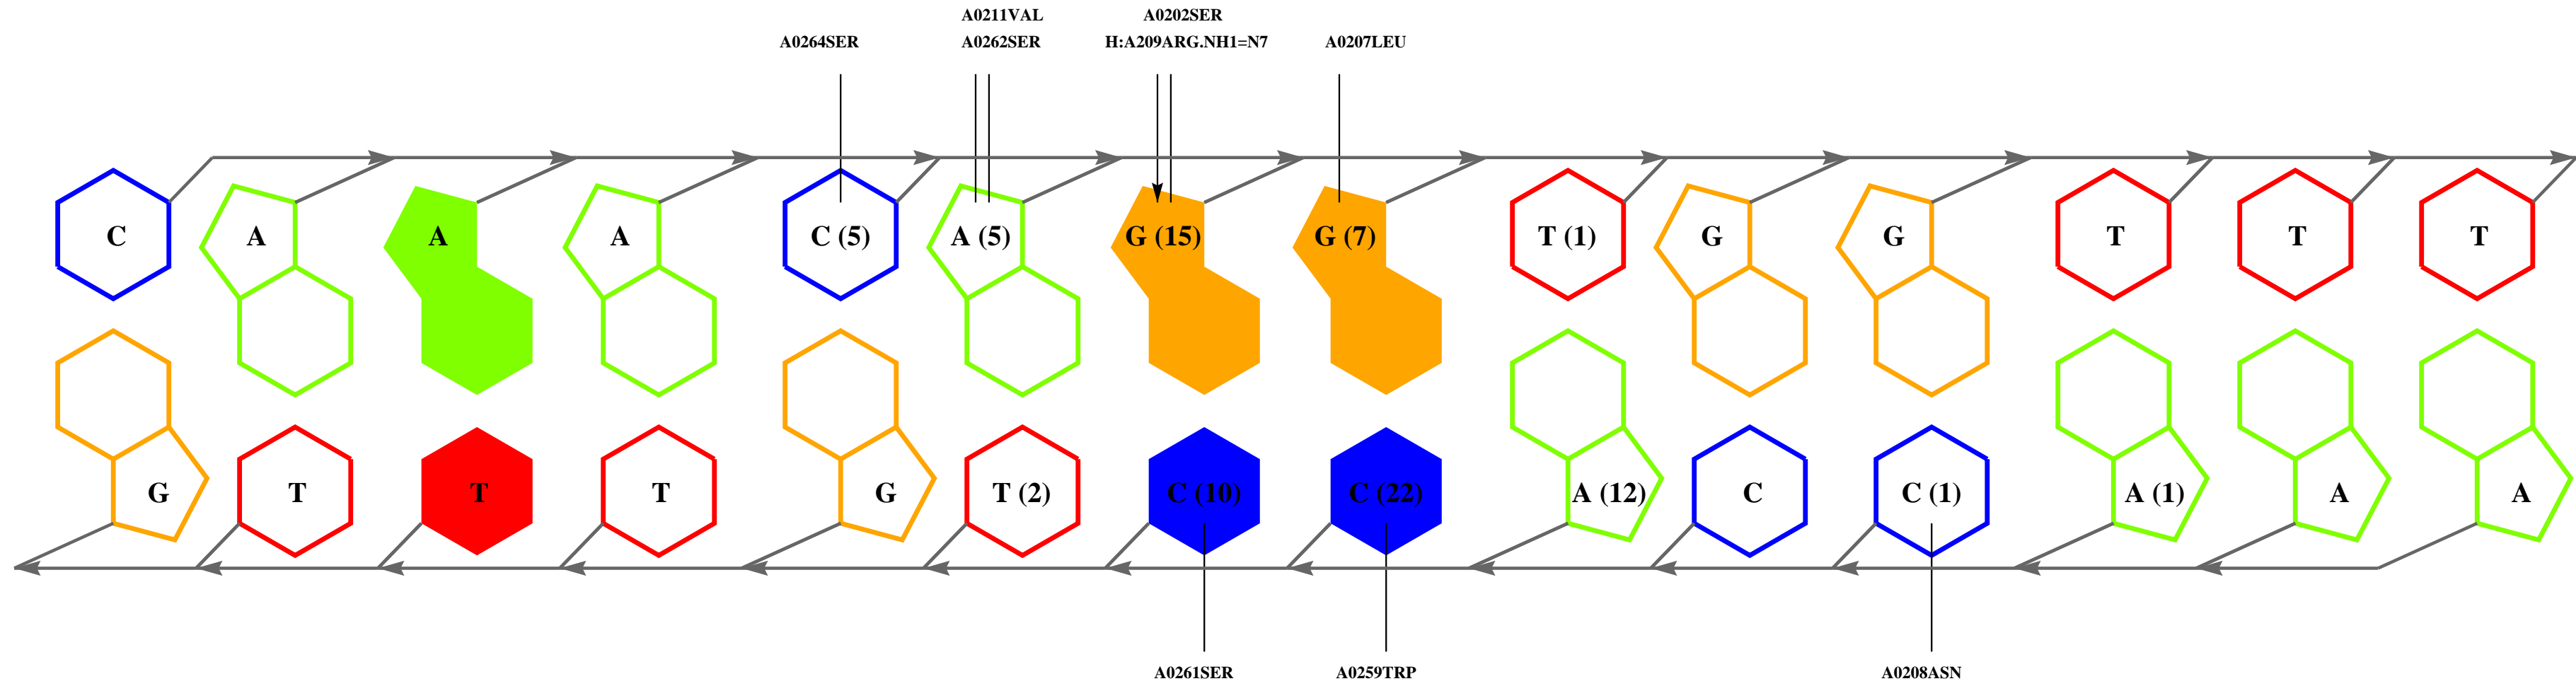 A0211VAL A0202SER
A0264SER A0262SER H:A209ARG.NH1=N7 A0207LEU
C A A A C (5) A (5) G (15) G (7) T (1) G G T T T
G T T T G T (2) C (10) C (22) A (12) C C (1) A (1) A A
A0261SER A0259TRP A0208ASN